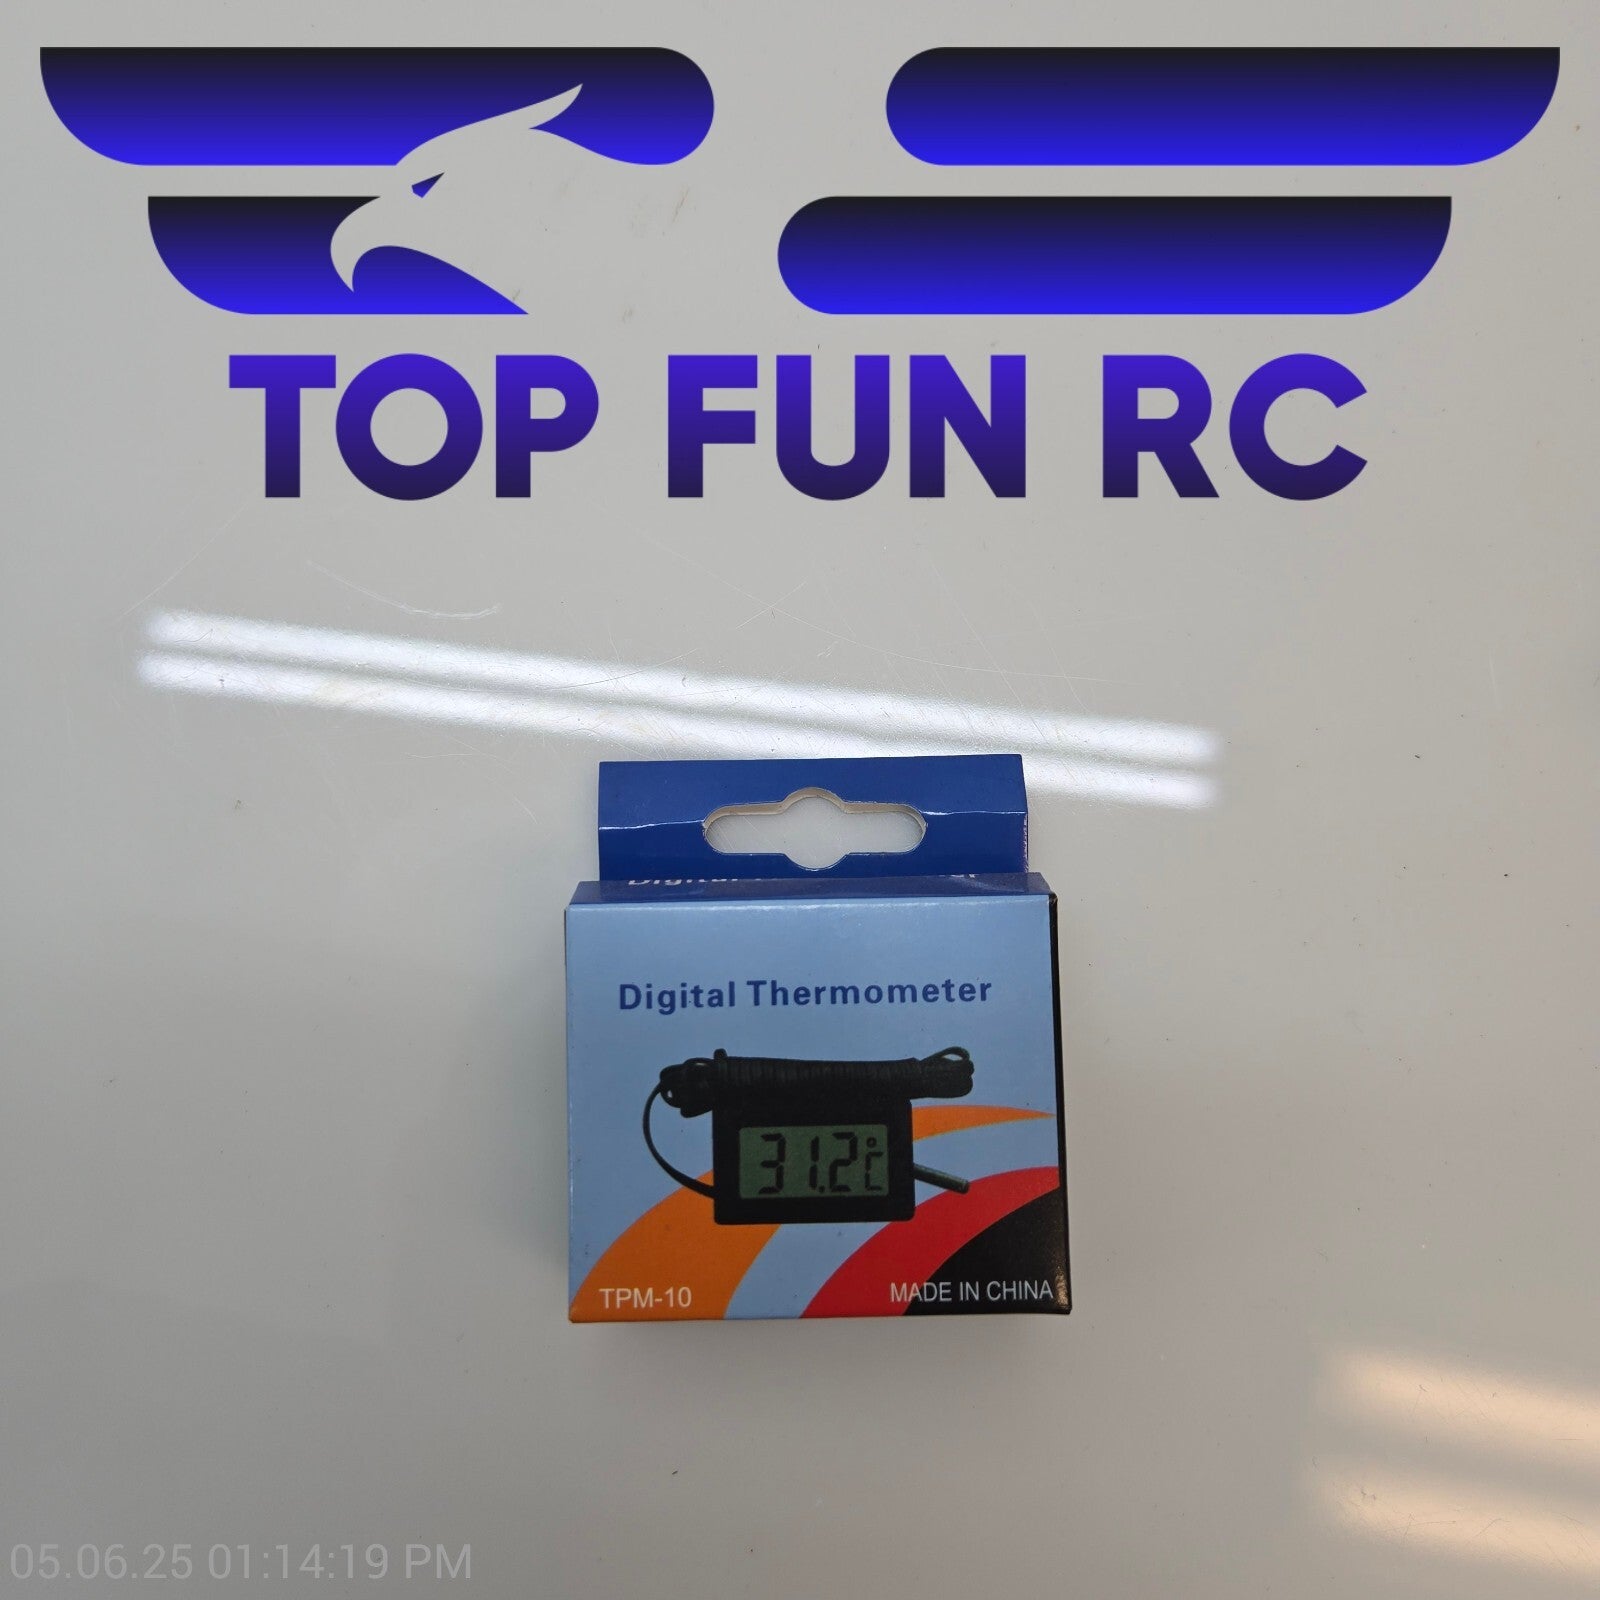 TOP FUN RC
Digital Thermometer
31.2°C
TPM-10
MADE IN CHINA
05.06.25 01:14:19 PM